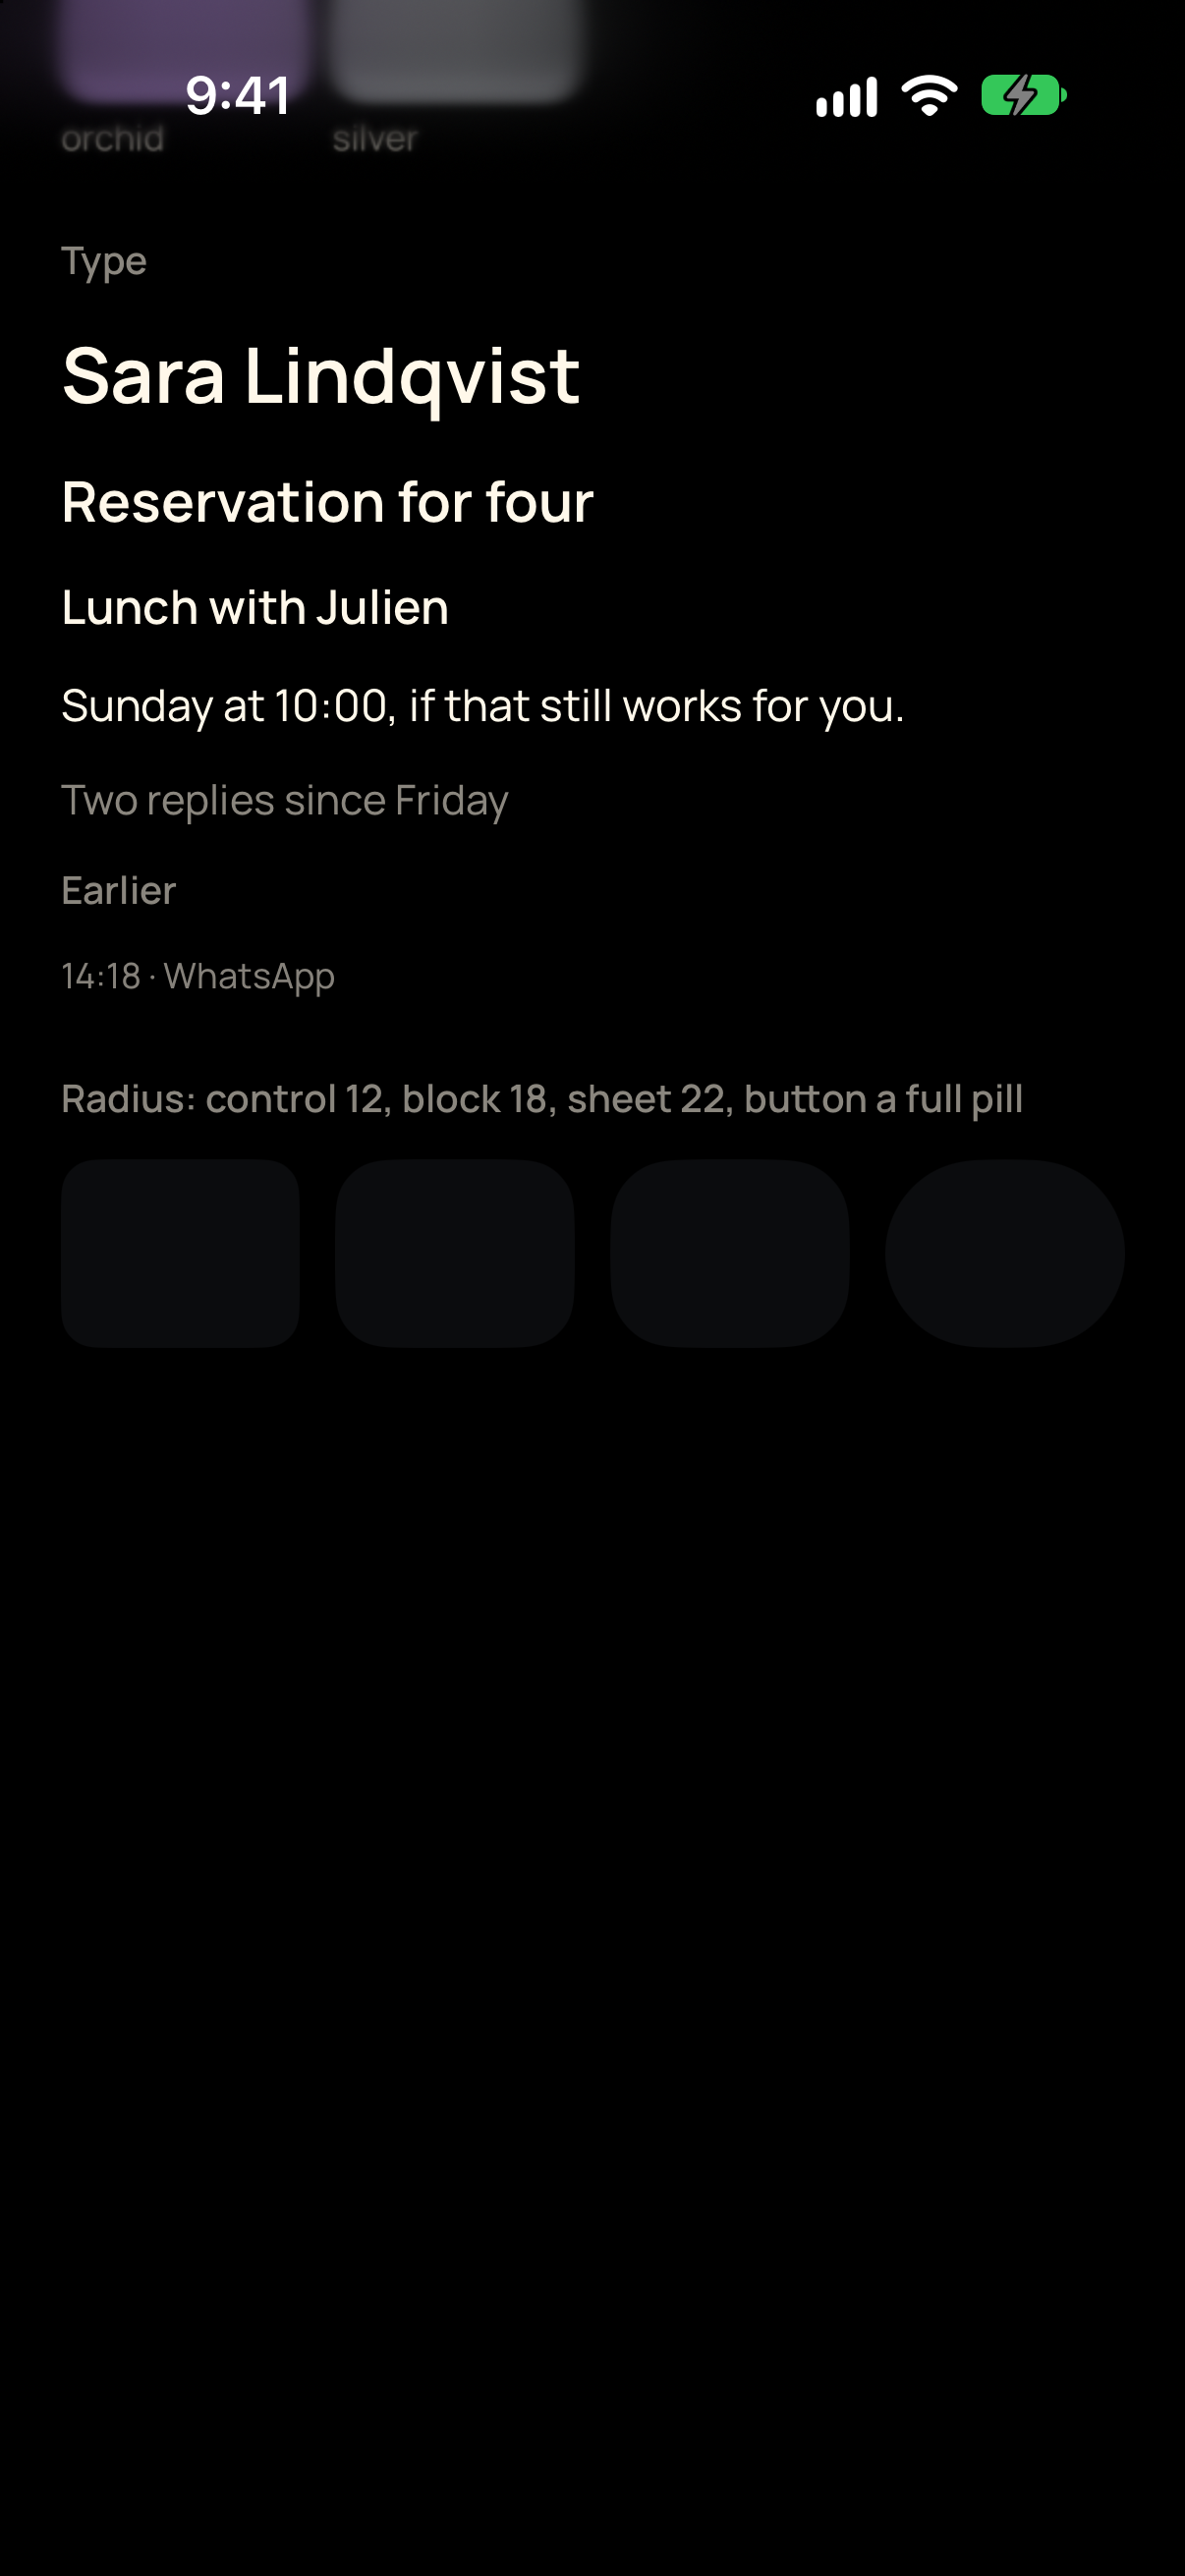 9:41
orchid silver
Type
Sara Lindqvist
Reservation for four
Lunch with Julien
Sunday at 10:00, if that still works for you.
Two replies since Friday
Earlier
14:18 · WhatsApp
Radius: control 12, block 18, sheet 22, button a full pill